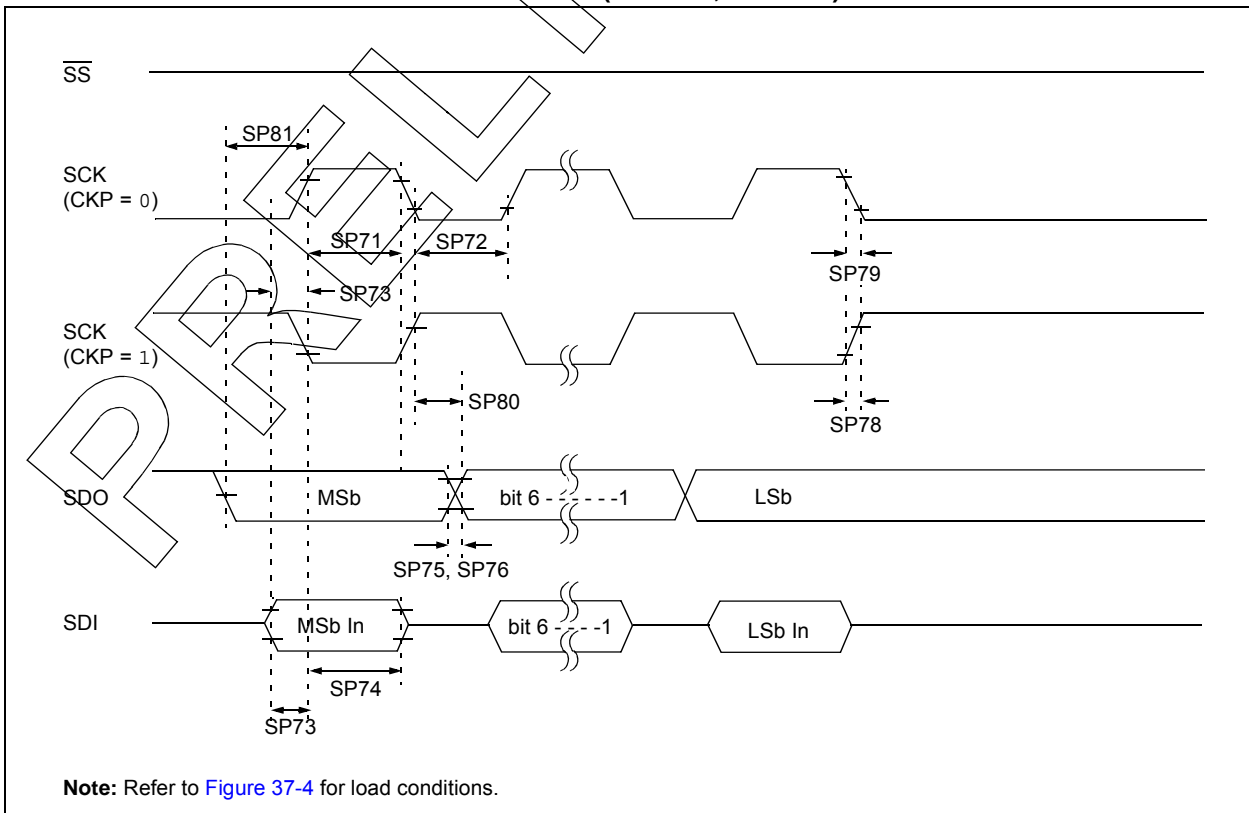 SS
SP81
SCK
(CKP = 0)
SP71
SP72
SP79
SP73
SCK
(CKP = 1)
SP80
SP78
SDO
MSb
bit 6 - - - - - -1
LSb
SP75, SP76
SDI
MSb In
bit 6 - - - -1
LSb In
SP74
SP73
Note: Refer to Figure 37-4 for load conditions.